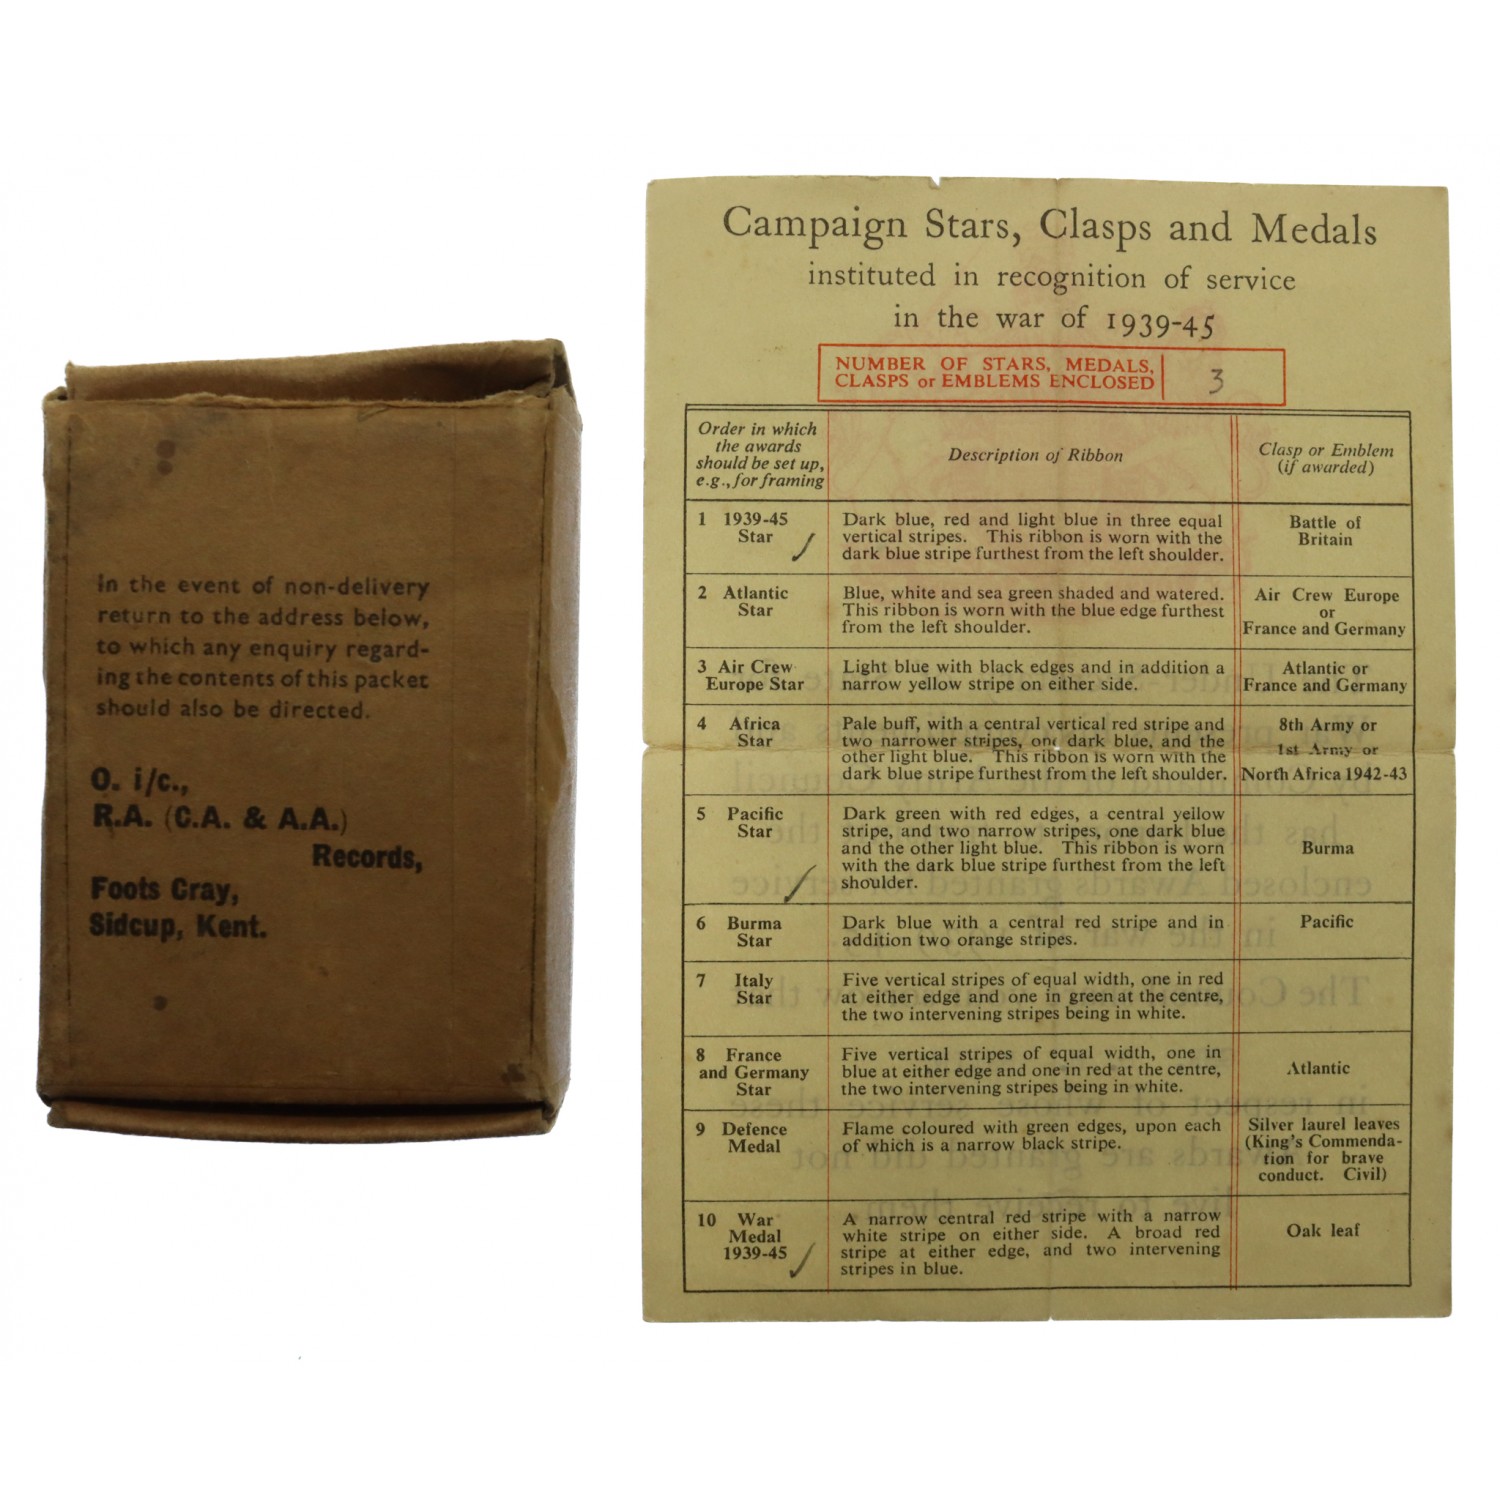 In the event of non-delivery
return to the address below,
to which any enquiry regard-
ing the contents of this packet
should also be directed.
O. i/c.,
R.A. (C.A. & A.A.)
Records,
Foots Cray,
Sidcup, Kent.
Campaign Stars, Clasps and Medals
instituted in recognition of service
in the war of 1939-45
NUMBER OF STARS, MEDALS,
CLASPS or EMBLEMS ENCLOSED
3
Order in which
the awards
should be set up,
e.g., for framing
Description of Ribbon
Clasp or Emblem
(if awarded)
1 1939-45
Star
Dark blue, red and light blue in three equal
vertical stripes. This ribbon is worn with the
dark blue stripe furthest from the left shoulder.
Battle of
Britain
2 Atlantic
Star
Blue, white and sea green shaded and watered.
This ribbon is worn with the blue edge furthest
from the left shoulder.
Air Crew Europe
or
France and Germany
3 Air Crew
Europe Star
Light blue with black edges and in addition a
narrow yellow stripe on either side.
Atlantic or
France and Germany
4 Africa
Star
Pale buff, with a central vertical red stripe and
two narrower stripes, one dark blue, and the
other light blue. This ribbon is worn with the
dark blue stripe furthest from the left shoulder.
8th Army or
1st Army or
North Africa 1942-43
5 Pacific
Star
Dark green with red edges, a central yellow
stripe, and two narrow stripes, one dark blue
and the other light blue. This ribbon is worn
with the dark blue stripe furthest from the left
shoulder.
Burma
6 Burma
Star
Dark blue with a central red stripe and in
addition two orange stripes.
Pacific
7 Italy
Star
Five vertical stripes of equal width, one in red
at either edge and one in green at the centre,
the two intervening stripes being in white.
8 France
and Germany
Star
Five vertical stripes of equal width, one in
blue at either edge and one in red at the centre,
the two intervening stripes being in white.
Atlantic
9 Defence
Medal
Flame coloured with green edges, upon each
of which is a narrow black stripe.
Silver laurel leaves
(King's Commenda-
tion for brave
conduct. Civil)
10 War
Medal
1939-45
A narrow central red stripe with a narrow
white stripe on either side. A broad red
stripe at either edge, and two intervening
stripes in blue.
Oak leaf